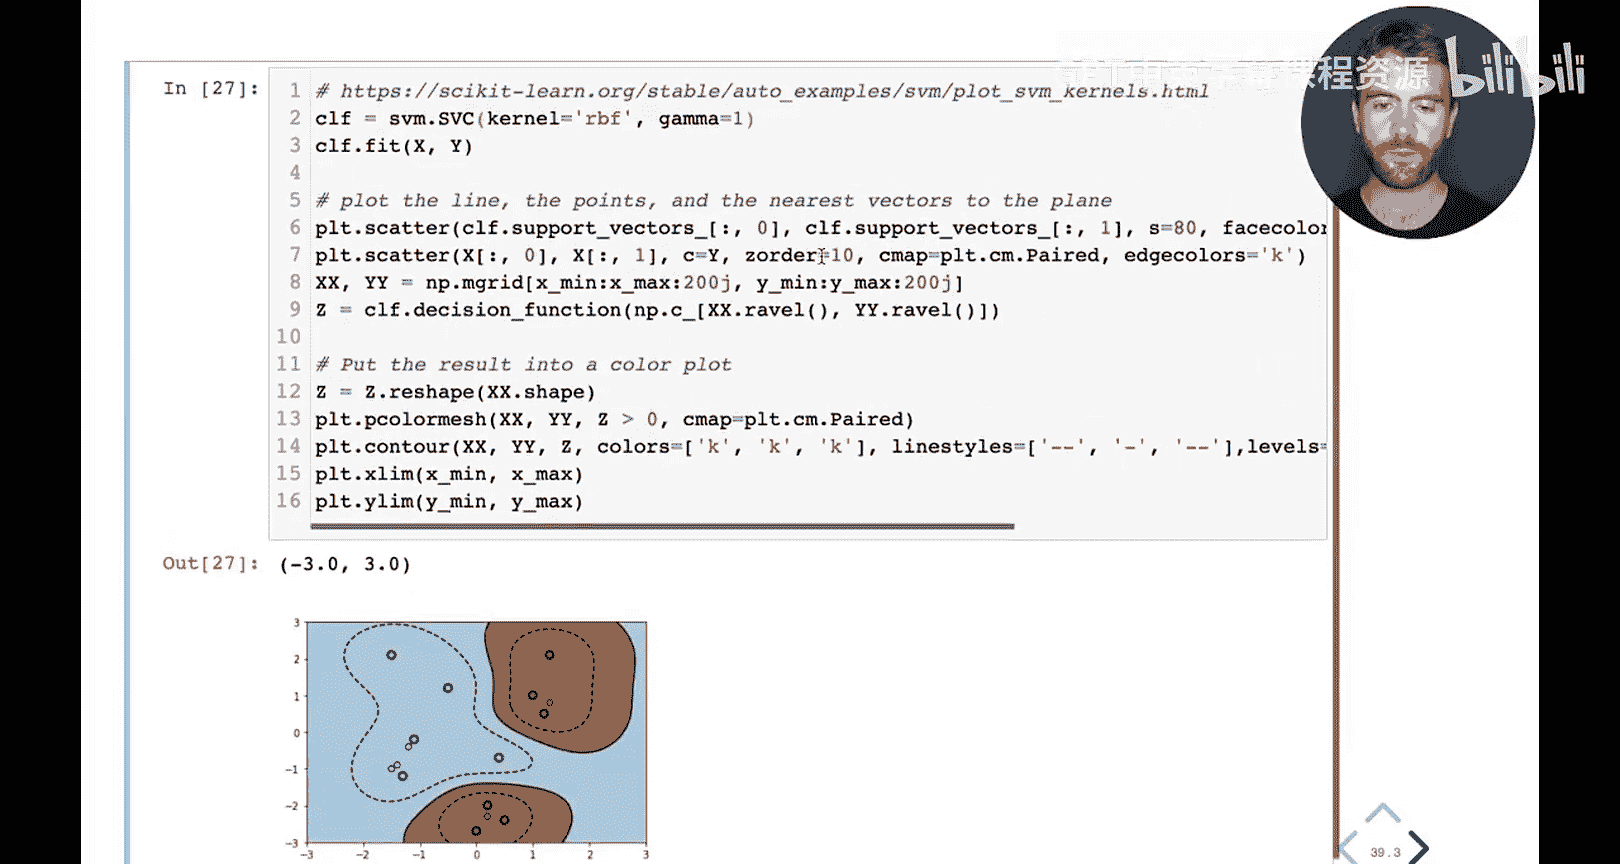 课程资源 bilibili
In [27]:
1 # https://scikit-learn.org/stable/auto_examples/svm/plot_svm_kernels.html
2 clf = svm.SVC(kernel='rbf', gamma=1)
3 clf.fit(X, Y)
4
5 # plot the line, the points, and the nearest vectors to the plane
6 plt.scatter(clf.support_vectors_[:, 0], clf.support_vectors_[:, 1], s=80, facecolor
7 plt.scatter(X[:, 0], X[:, 1], c=Y, zorder=10, cmap=plt.cm.Paired, edgecolors='k')
8 XX, YY = np.mgrid[x_min:x_max:200j, y_min:y_max:200j]
9 Z = clf.decision_function(np.c_[XX.ravel(), YY.ravel()])
10
11 # Put the result into a color plot
12 Z = Z.reshape(XX.shape)
13 plt.pcolormesh(XX, YY, Z > 0, cmap=plt.cm.Paired)
14 plt.contour(XX, YY, Z, colors=['k', 'k', 'k'], linestyles=['--', '-', '--'],levels=
15 plt.xlim(x_min, x_max)
16 plt.ylim(y_min, y_max)
Out[27]: (-3.0, 3.0)
3
2
1
0
-1
-2
-3
-3 -2 -1 0 1 2 3
39.3